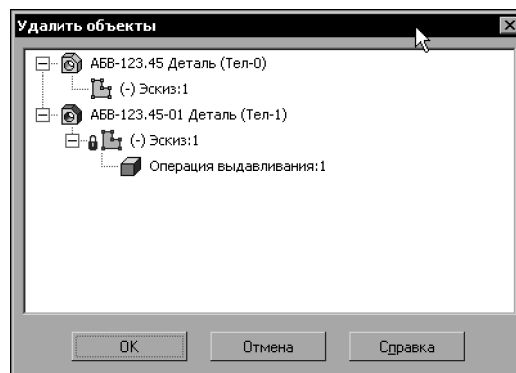 Удалить объекты
АБВ-123.45 Деталь (Тел-0)
(-) Эскиз:1
АБВ-123.45-01 Деталь (Тел-1)
(-) Эскиз:1
Операция выдавливания:1
OK
Отмена
Справка